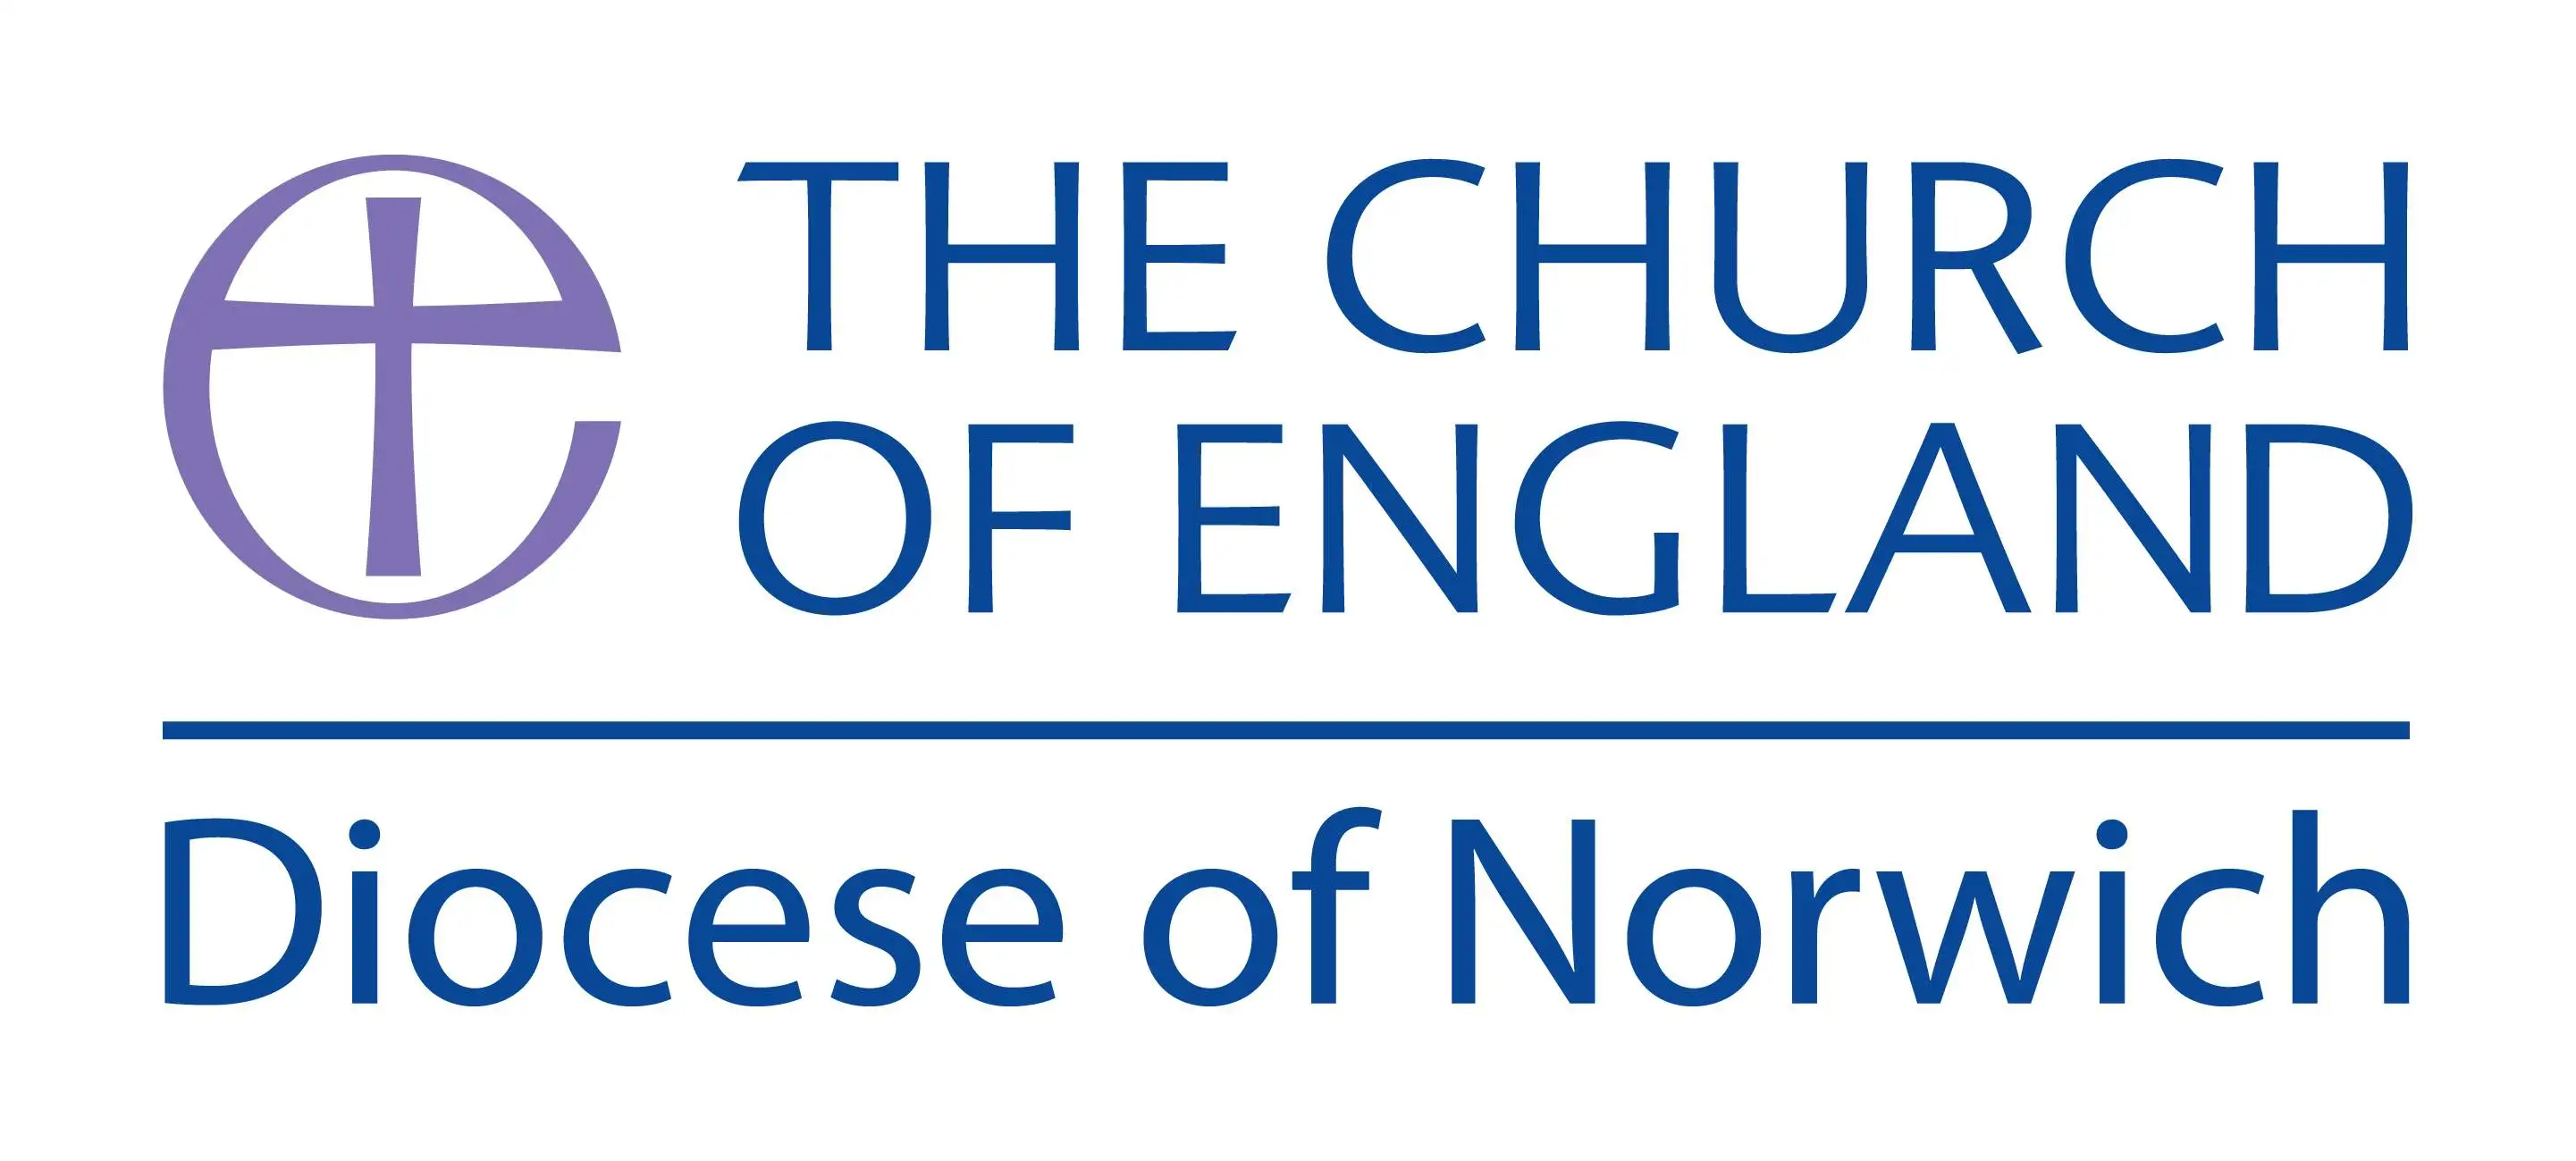 THE CHURCH
OF ENGLAND
Diocese of Norwich